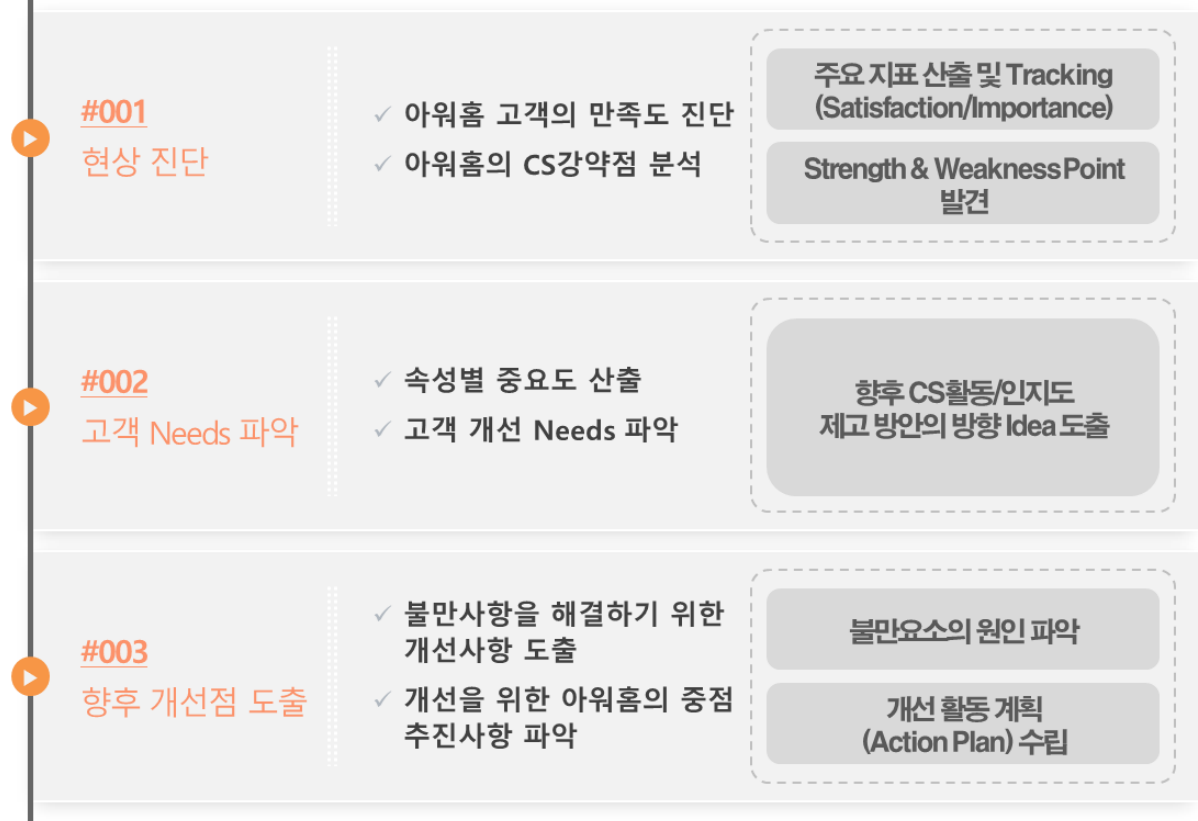 #001
현상 진단
✓ 아워홈 고객의 만족도 진단
✓ 아워홈의 CS강약점 분석
주요 지표 산출 및 Tracking
(Satisfaction/Importance)
Strength & Weakness Point
발견
#002
고객 Needs 파악
✓ 속성별 중요도 산출
✓ 고객 개선 Needs 파악
향후 CS활동/인지도
제고 방안의 방향 Idea 도출
#003
향후 개선점 도출
✓ 불만사항을 해결하기 위한
개선사항 도출
✓ 개선을 위한 아워홈의 중점
추진사항 파악
불만요소의 원인 파악
개선 활동 계획
(Action Plan) 수립